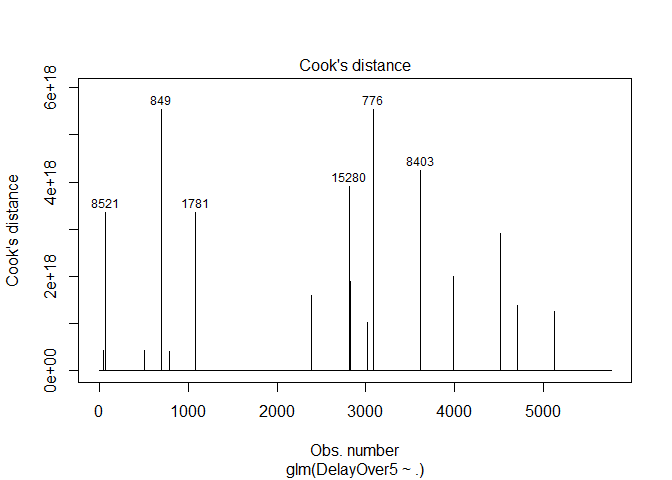 Cook's distance
6e+18
4e+18
2e+18
0e+00
Cook's distance
849
776
8403
15280
8521
1781
0
1000
2000
3000
4000
5000
Obs. number
glm(DelayOver5 ~ .)